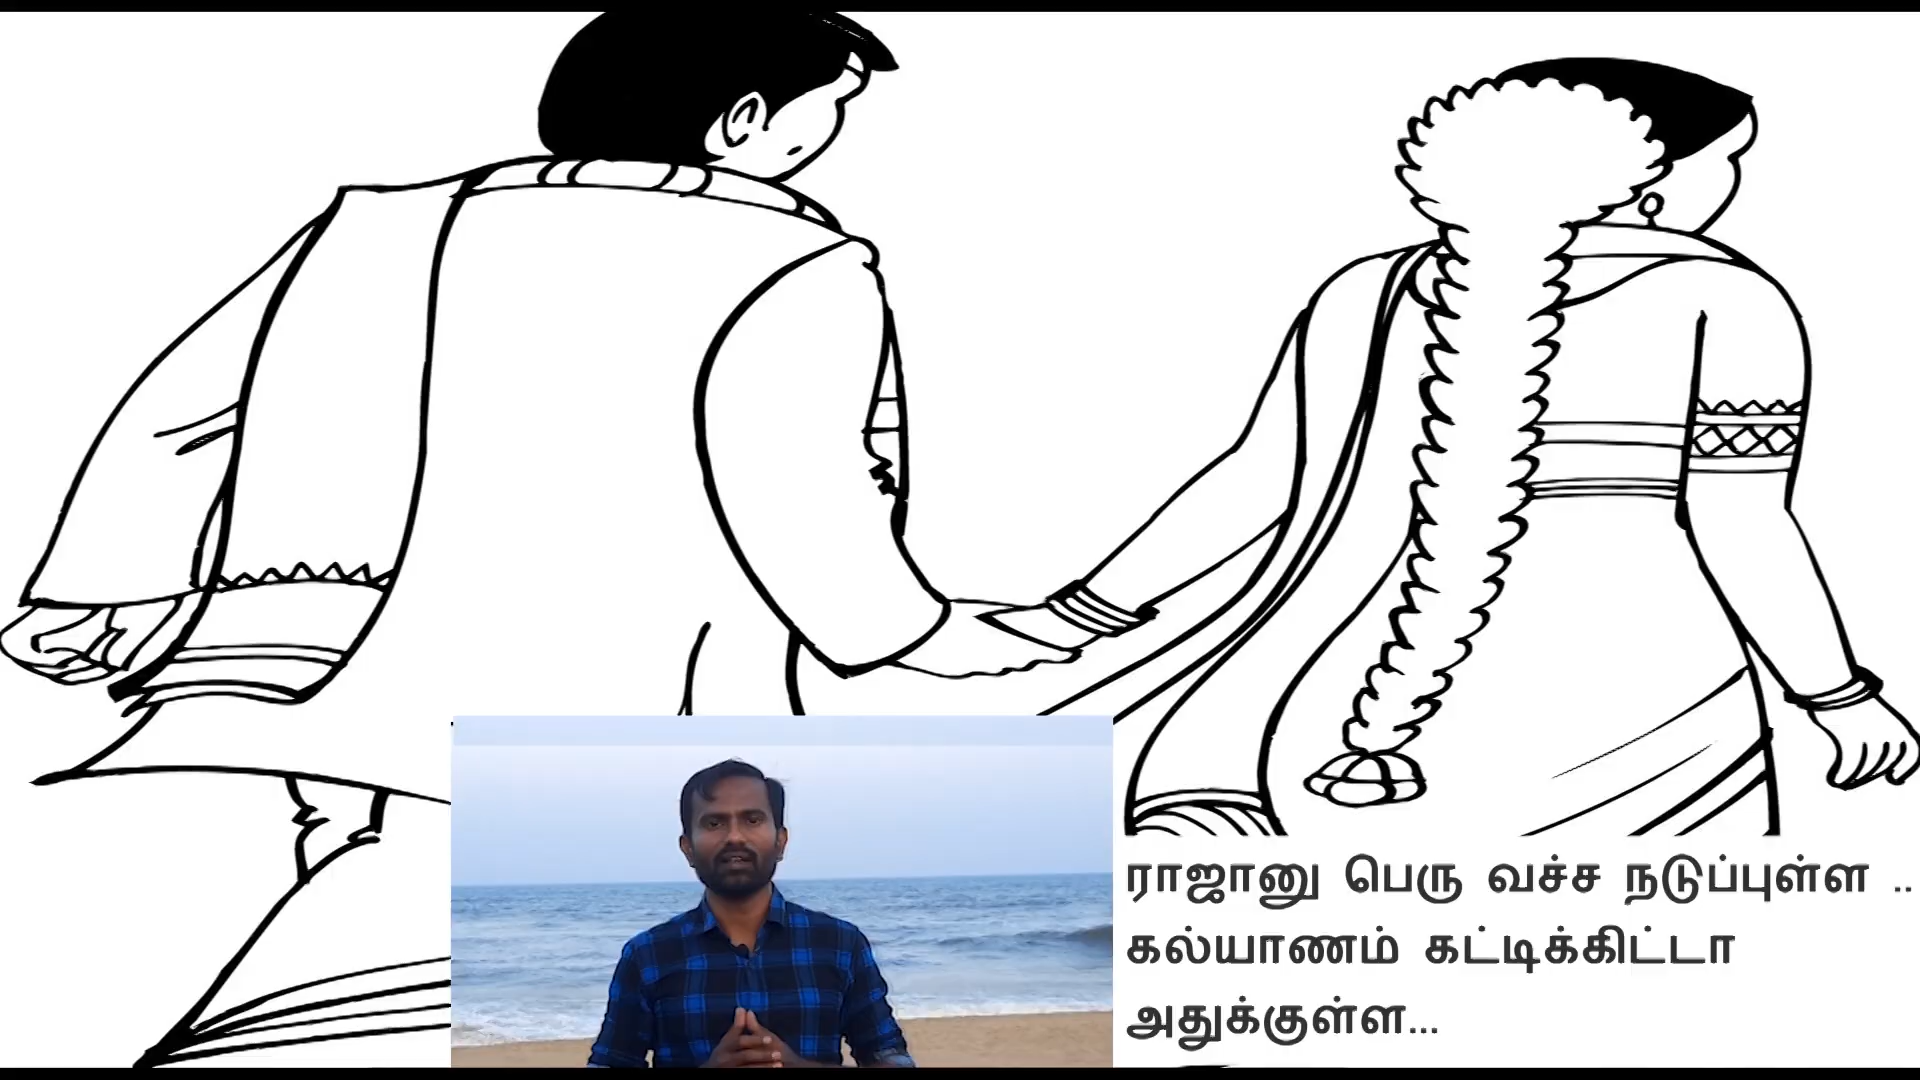 ராஜானு பெரு வச்ச நடுப்புள்ள ..
கல்யாணம் கட்டிக்கிட்டா
அதுக்குள்ள...